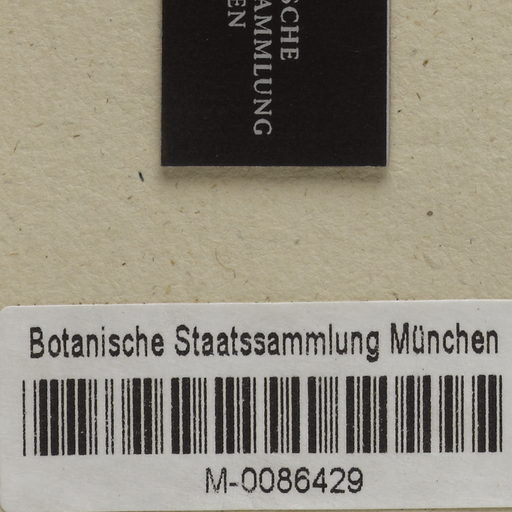 SCHE
AMMLUNG
EN
Botanische Staatssammlung München
M-0086429